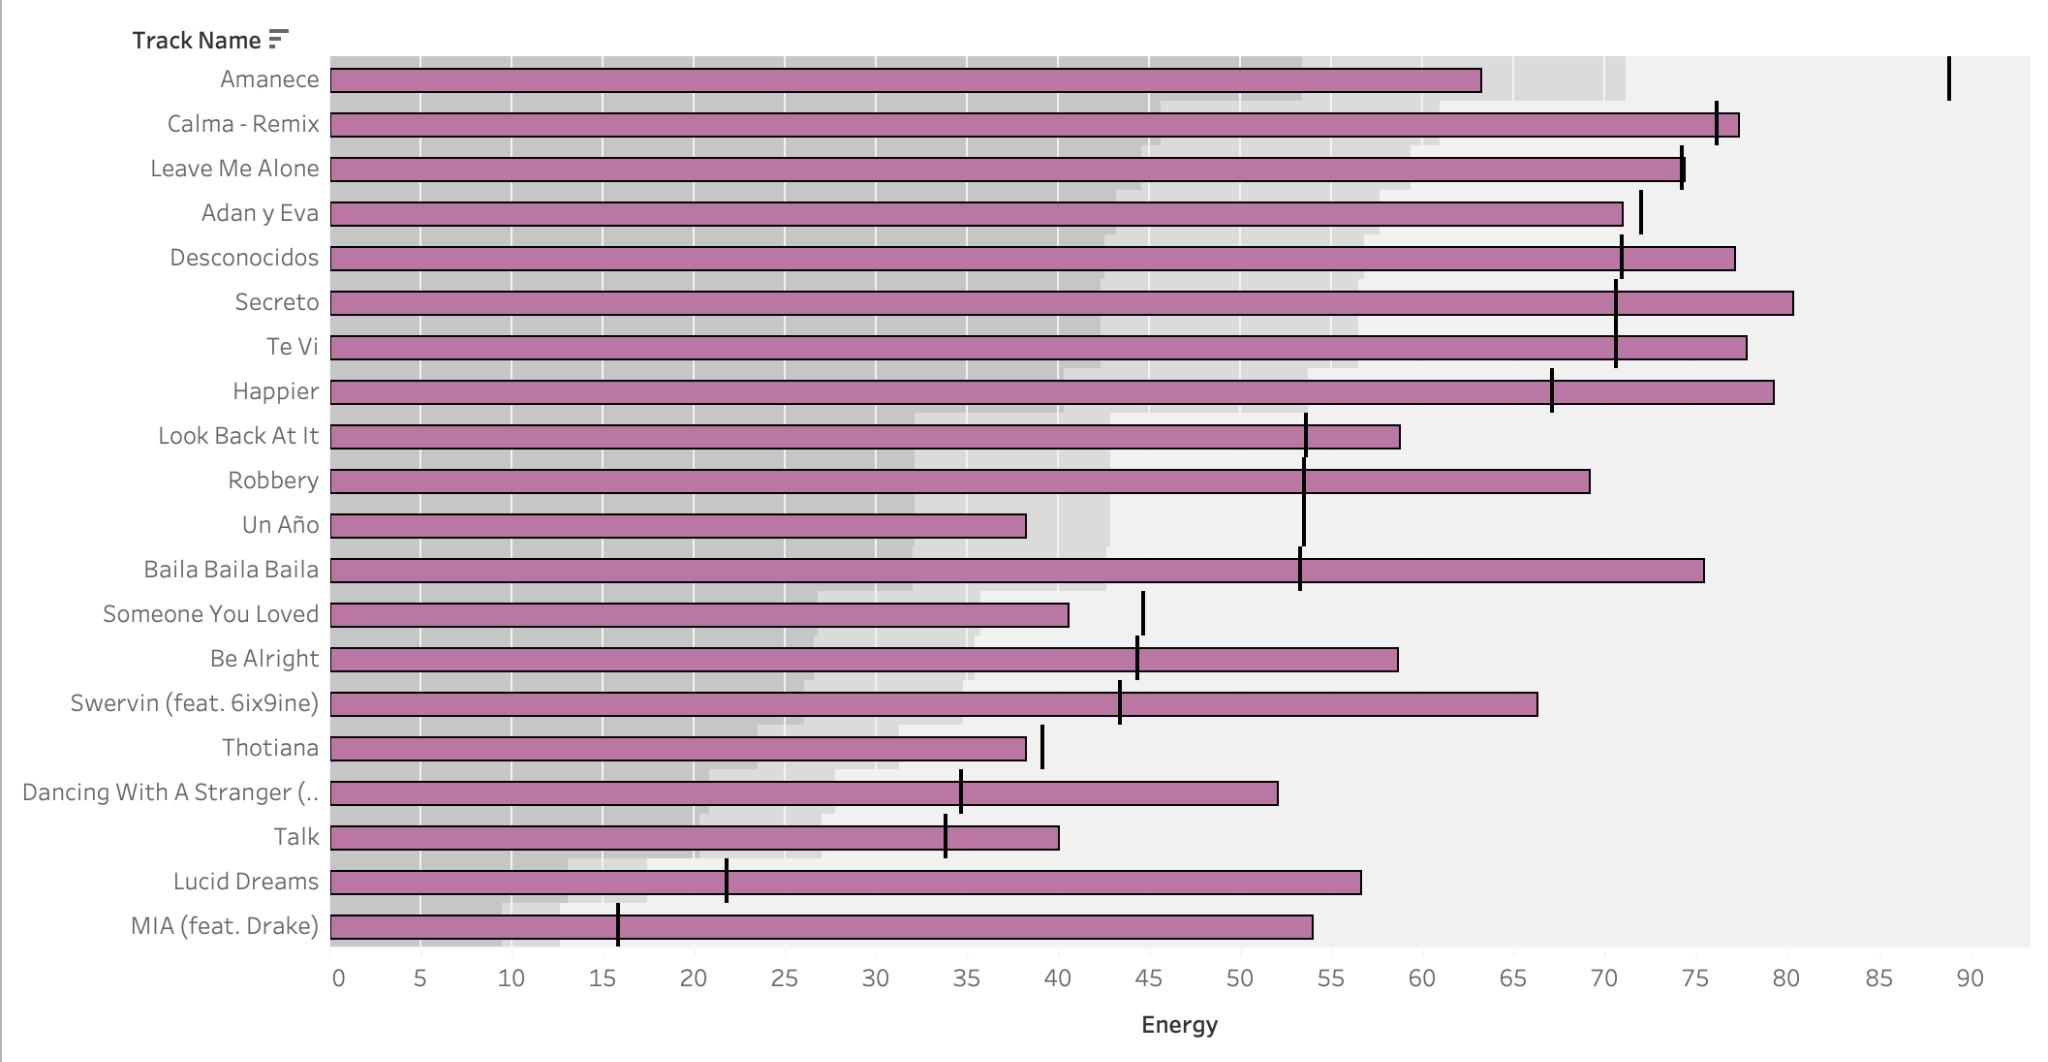 Track Name
Amanece
Calma - Remix
Leave Me Alone
Adan y Eva
Desconocidos
Secreto
Te Vi
Happier
Look Back At It
Robbery
Un Año
Baila Baila Baila
Someone You Loved
Be Alright
Swervin (feat. 6ix9ine)
Thotiana
Dancing With A Stranger (..
Talk
Lucid Dreams
MIA (feat. Drake)
0 5 10 15 20 25 30 35 40 45 50 55 60 65 70 75 80 85 90
Energy